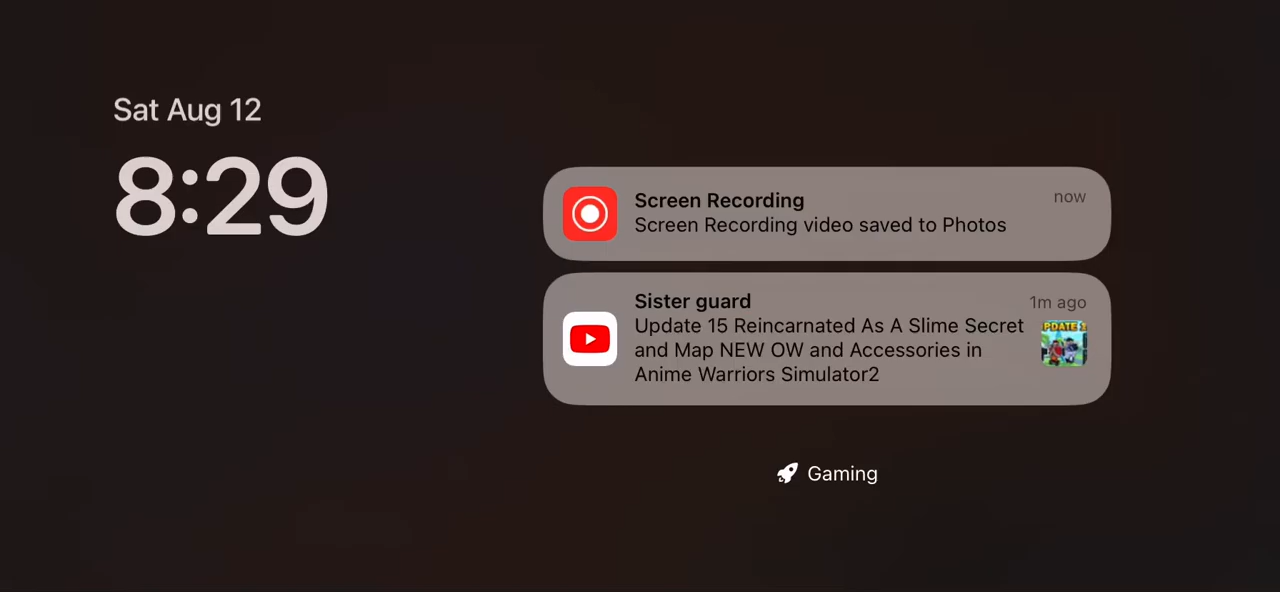 Sat Aug 12
8:29
Screen Recording
now
Screen Recording video saved to Photos
Sister guard
1m ago
Update 15 Reincarnated As A Slime Secret
and Map NEW OW and Accessories in
Anime Warriors Simulator2
Gaming